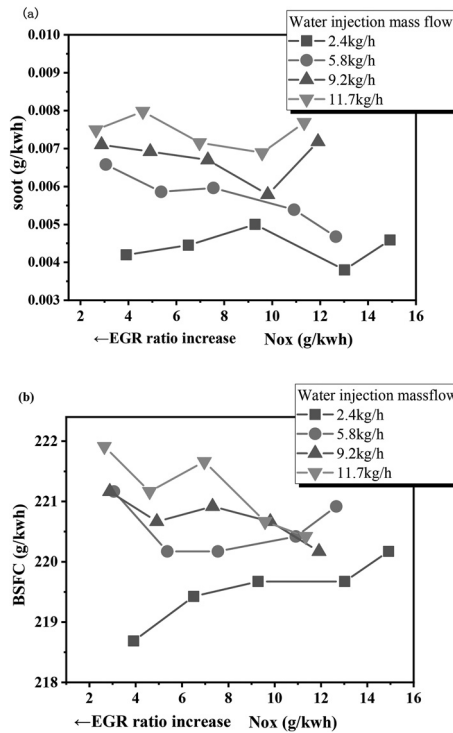 (a)
Water injection mass flow
2.4kg/h
5.8kg/h
9.2kg/h
11.7kg/h
0.010
0.009
0.008
0.007
0.006
0.005
0.004
0.003
soot (g/kwh)
2 4 6 8 10 12 14 16
←EGR ratio increase Nox (g/kwh)
(b)
Water injection massflow
2.4kg/h
5.8kg/h
9.2kg/h
11.7kg/h
222
221
220
219
218
BSFC (g/kwh)
2 4 6 8 10 12 14 16
←EGR ratio increase Nox (g/kwh)